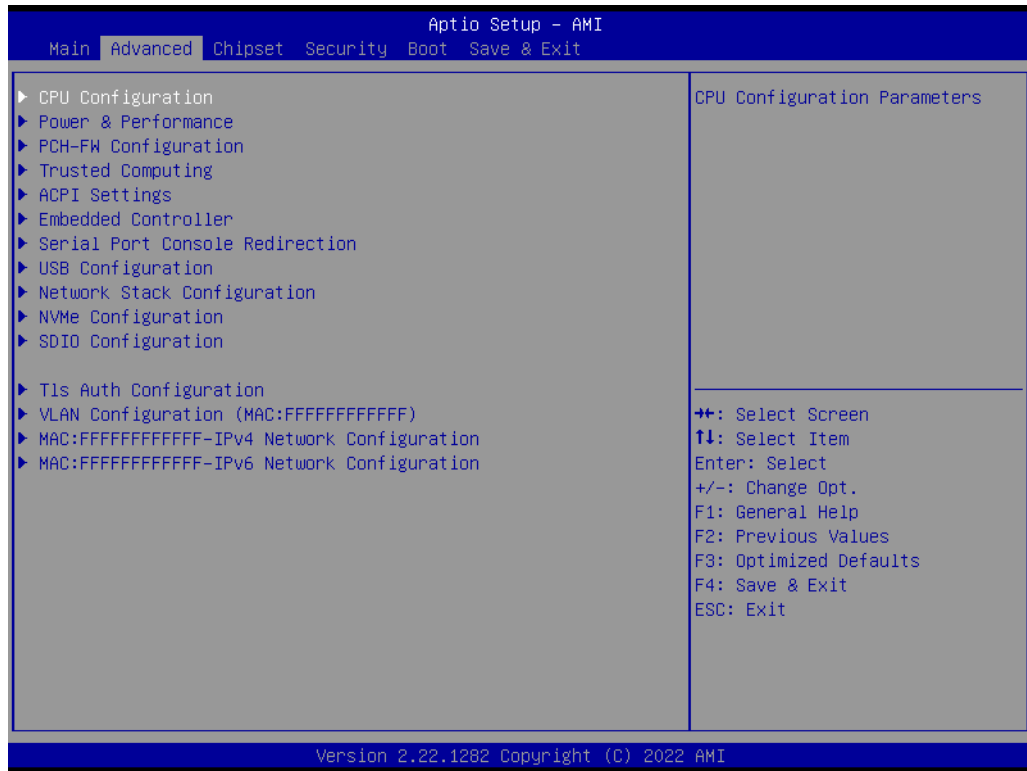 Aptio Setup – AMI
Main Advanced Chipset Security Boot Save & Exit
CPU Configuration
Power & Performance
PCH-FW Configuration
Trusted Computing
ACPI Settings
Embedded Controller
Serial Port Console Redirection
USB Configuration
Network Stack Configuration
NVMe Configuration
SDIO Configuration
Tls Auth Configuration
VLAN Configuration (MAC:FFFFFFFFFFFF)
MAC:FFFFFFFFFFFF-IPv4 Network Configuration
MAC:FFFFFFFFFFFF-IPv6 Network Configuration
CPU Configuration Parameters
→←: Select Screen
↑↓: Select Item
Enter: Select
+/-: Change Opt.
F1: General Help
F2: Previous Values
F3: Optimized Defaults
F4: Save & Exit
ESC: Exit
Version 2.22.1282 Copyright (C) 2022 AMI